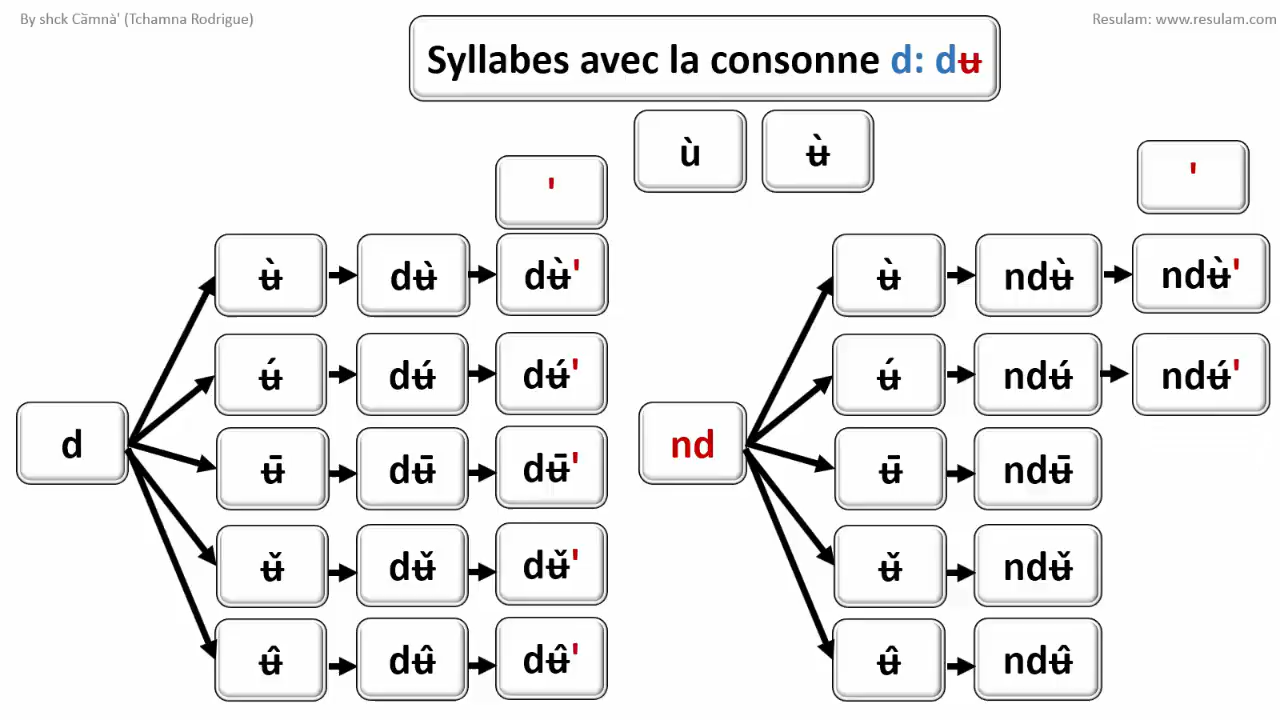 By shck Cǎmnà' (Tchamna Rodrigue)
Resulam: www.resulam.com
Syllabes avec la consonne d: dʉ
ù ʉ̀
' '
ʉ̀ dʉ̀ dʉ̀' ʉ̀ ndʉ̀ ndʉ̀'
ʉ́ dʉ́ dʉ́' ʉ́ ndʉ́ ndʉ́'
d nd
ʉ̄ dʉ̄ dʉ̄' ʉ̄ ndʉ̄
ʉ̌ dʉ̌ dʉ̌' ʉ̌ ndʉ̌
ʉ̂ dʉ̂ dʉ̂' ʉ̂ ndʉ̂